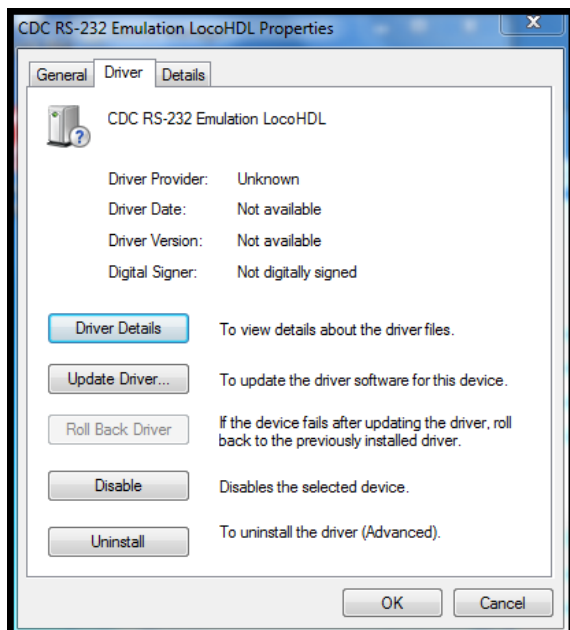 CDC RS-232 Emulation LocoHDL Properties
X
General Driver Details
CDC RS-232 Emulation LocoHDL
Driver Provider: Unknown
Driver Date: Not available
Driver Version: Not available
Digital Signer: Not digitally signed
Driver Details To view details about the driver files.
Update Driver... To update the driver software for this device.
Roll Back Driver If the device fails after updating the driver, roll
back to the previously installed driver.
Disable Disables the selected device.
Uninstall To uninstall the driver (Advanced).
OK Cancel